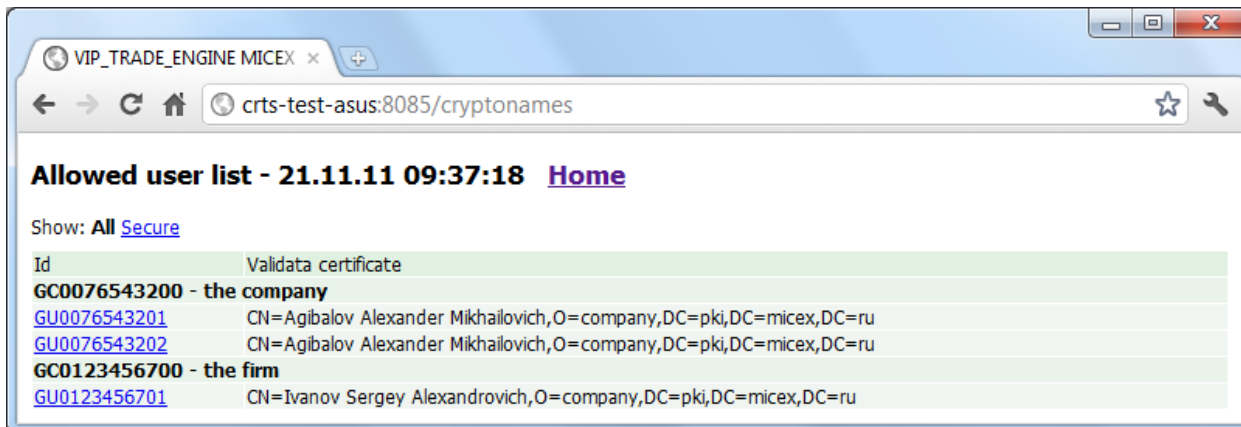 VIP_TRADE_ENGINE MICEX
crts-test-asus:8085/cryptonames
Allowed user list - 21.11.11 09:37:18 Home
Show: All Secure
Id Validata certificate
GC0076543200 - the company
GU0076543201 CN=Agibalov Alexander Mikhailovich,O=company,DC=pki,DC=micex,DC=ru
GU0076543202 CN=Agibalov Alexander Mikhailovich,O=company,DC=pki,DC=micex,DC=ru
GC0123456700 - the firm
GU0123456701 CN=Ivanov Sergey Alexandrovich,O=company,DC=pki,DC=micex,DC=ru